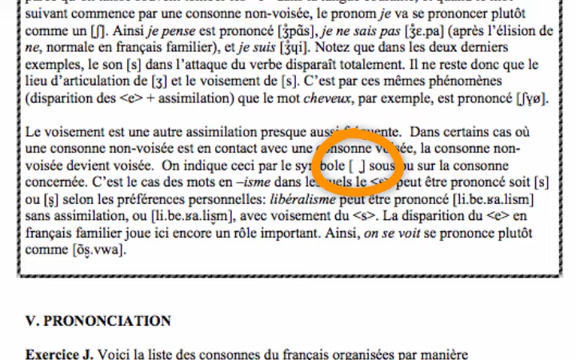 suivant commence par une consonne non-voisée, le pronom je va se prononcer plutôt
comme un [ʃ]. Ainsi je pense est prononcé [ʒ̊pɑ̃s], je ne sais pas [ʒ̊e.pa] (après l'élision de
ne, normale en français familier), et je suis [ʒ̊ɥi]. Notez que dans les deux derniers
exemples, le son [s] dans l'attaque du verbe disparaît totalement. Il ne reste donc que le
lieu d'articulation de [ʒ] et le voisement de [s]. C'est par ces mêmes phénomènes
(disparition des <e> + assimilation) que le mot cheveux, par exemple, est prononcé [ʃvø̥].
Le voisement est une autre assimilation presque aussi fréquente. Dans certains cas où
une consonne non-voisée est en contact avec une consonne voisée, la consonne non-
voisée devient voisée. On indique ceci par le symbole [ ̬ ] sous ou sur la consonne
concernée. C'est le cas des mots en –isme dans lesquels le <s> peut être prononcé soit [s]
ou [s̬] selon les préférences personnelles: libéralisme peut être prononcé [li.be.ʁa.lism]
sans assimilation, ou [li.be.ʁa.lis̬m], avec voisement du <s>. La disparition du <e> en
français familier joue ici encore un rôle important. Ainsi, on se voit se prononce plutôt
comme [ɔ̃s̬.vwa].
V. PRONONCIATION
Exercice J. Voici la liste des consonnes du français organisées par manière